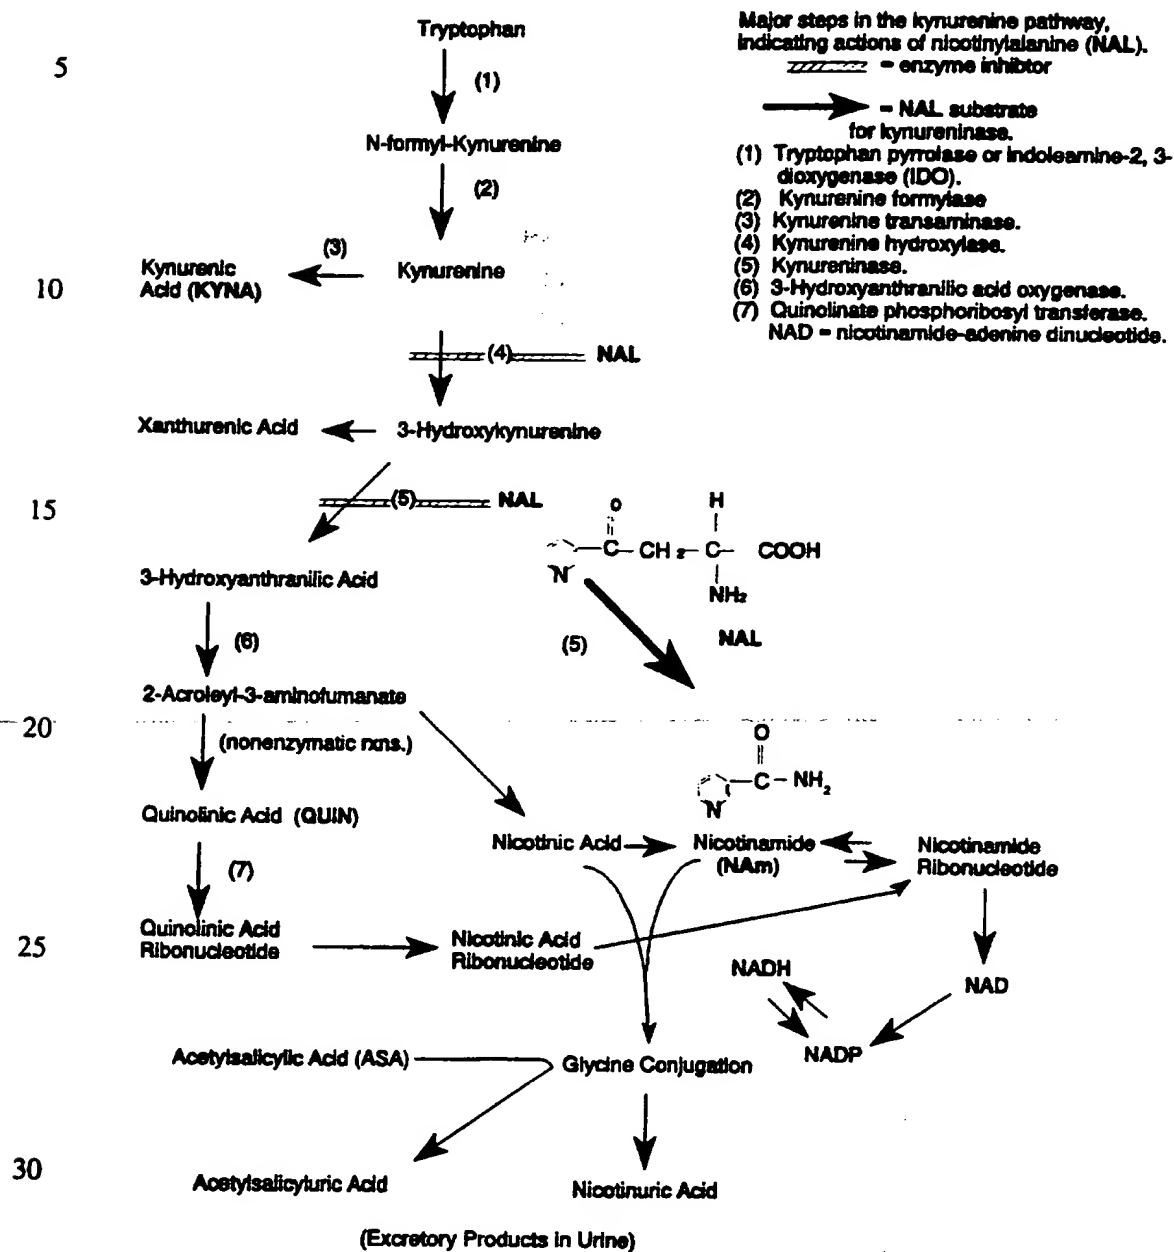 Tryptophan
Major steps in the kynurenine pathway,
indicating actions of nicotinylalanine (NAL).
= enzyme inhibtor
5
(1)
= NAL substrate
for kynureninase.
N-formyl-Kynurenine
(1) Tryptophan pyrrolase or indoleamine-2, 3-
dioxygenase (IDO).
(2) Kynurenine formylase
(3) Kynurenine transaminase.
(4) Kynurenine hydroxylase.
(5) Kynureninase.
(6) 3-Hydroxyanthranilic acid oxygenase.
(7) Quinolinate phosphoribosyl transferase.
NAD = nicotinamide-adenine dinucleotide.
(2)
(3)
Kynurenic
Acid (KYNA)
Kynurenine
10
(4) NAL
Xanthurenic Acid
3-Hydroxykynurenine
15
(5) NAL
O
H
C - CH2 - C - COOH
N
NH2
NAL
3-Hydroxyanthranilic Acid
(5)
(6)
2-Acroleyl-3-aminofumanate
20
(nonenzymatic rxns.)
O
C - NH2
N
Quinolinic Acid (QUIN)
Nicotinic Acid
Nicotinamide
(NAm)
Nicotinamide
Ribonucleotide
(7)
Quinolinic Acid
Ribonucleotide
Nicotinic Acid
Ribonucleotide
25
NADH
NAD
NADP
Acetylsalicylic Acid (ASA)
Glycine Conjugation
30
Acetylsalicyluric Acid
Nicotinuric Acid
(Excretory Products in Urine)